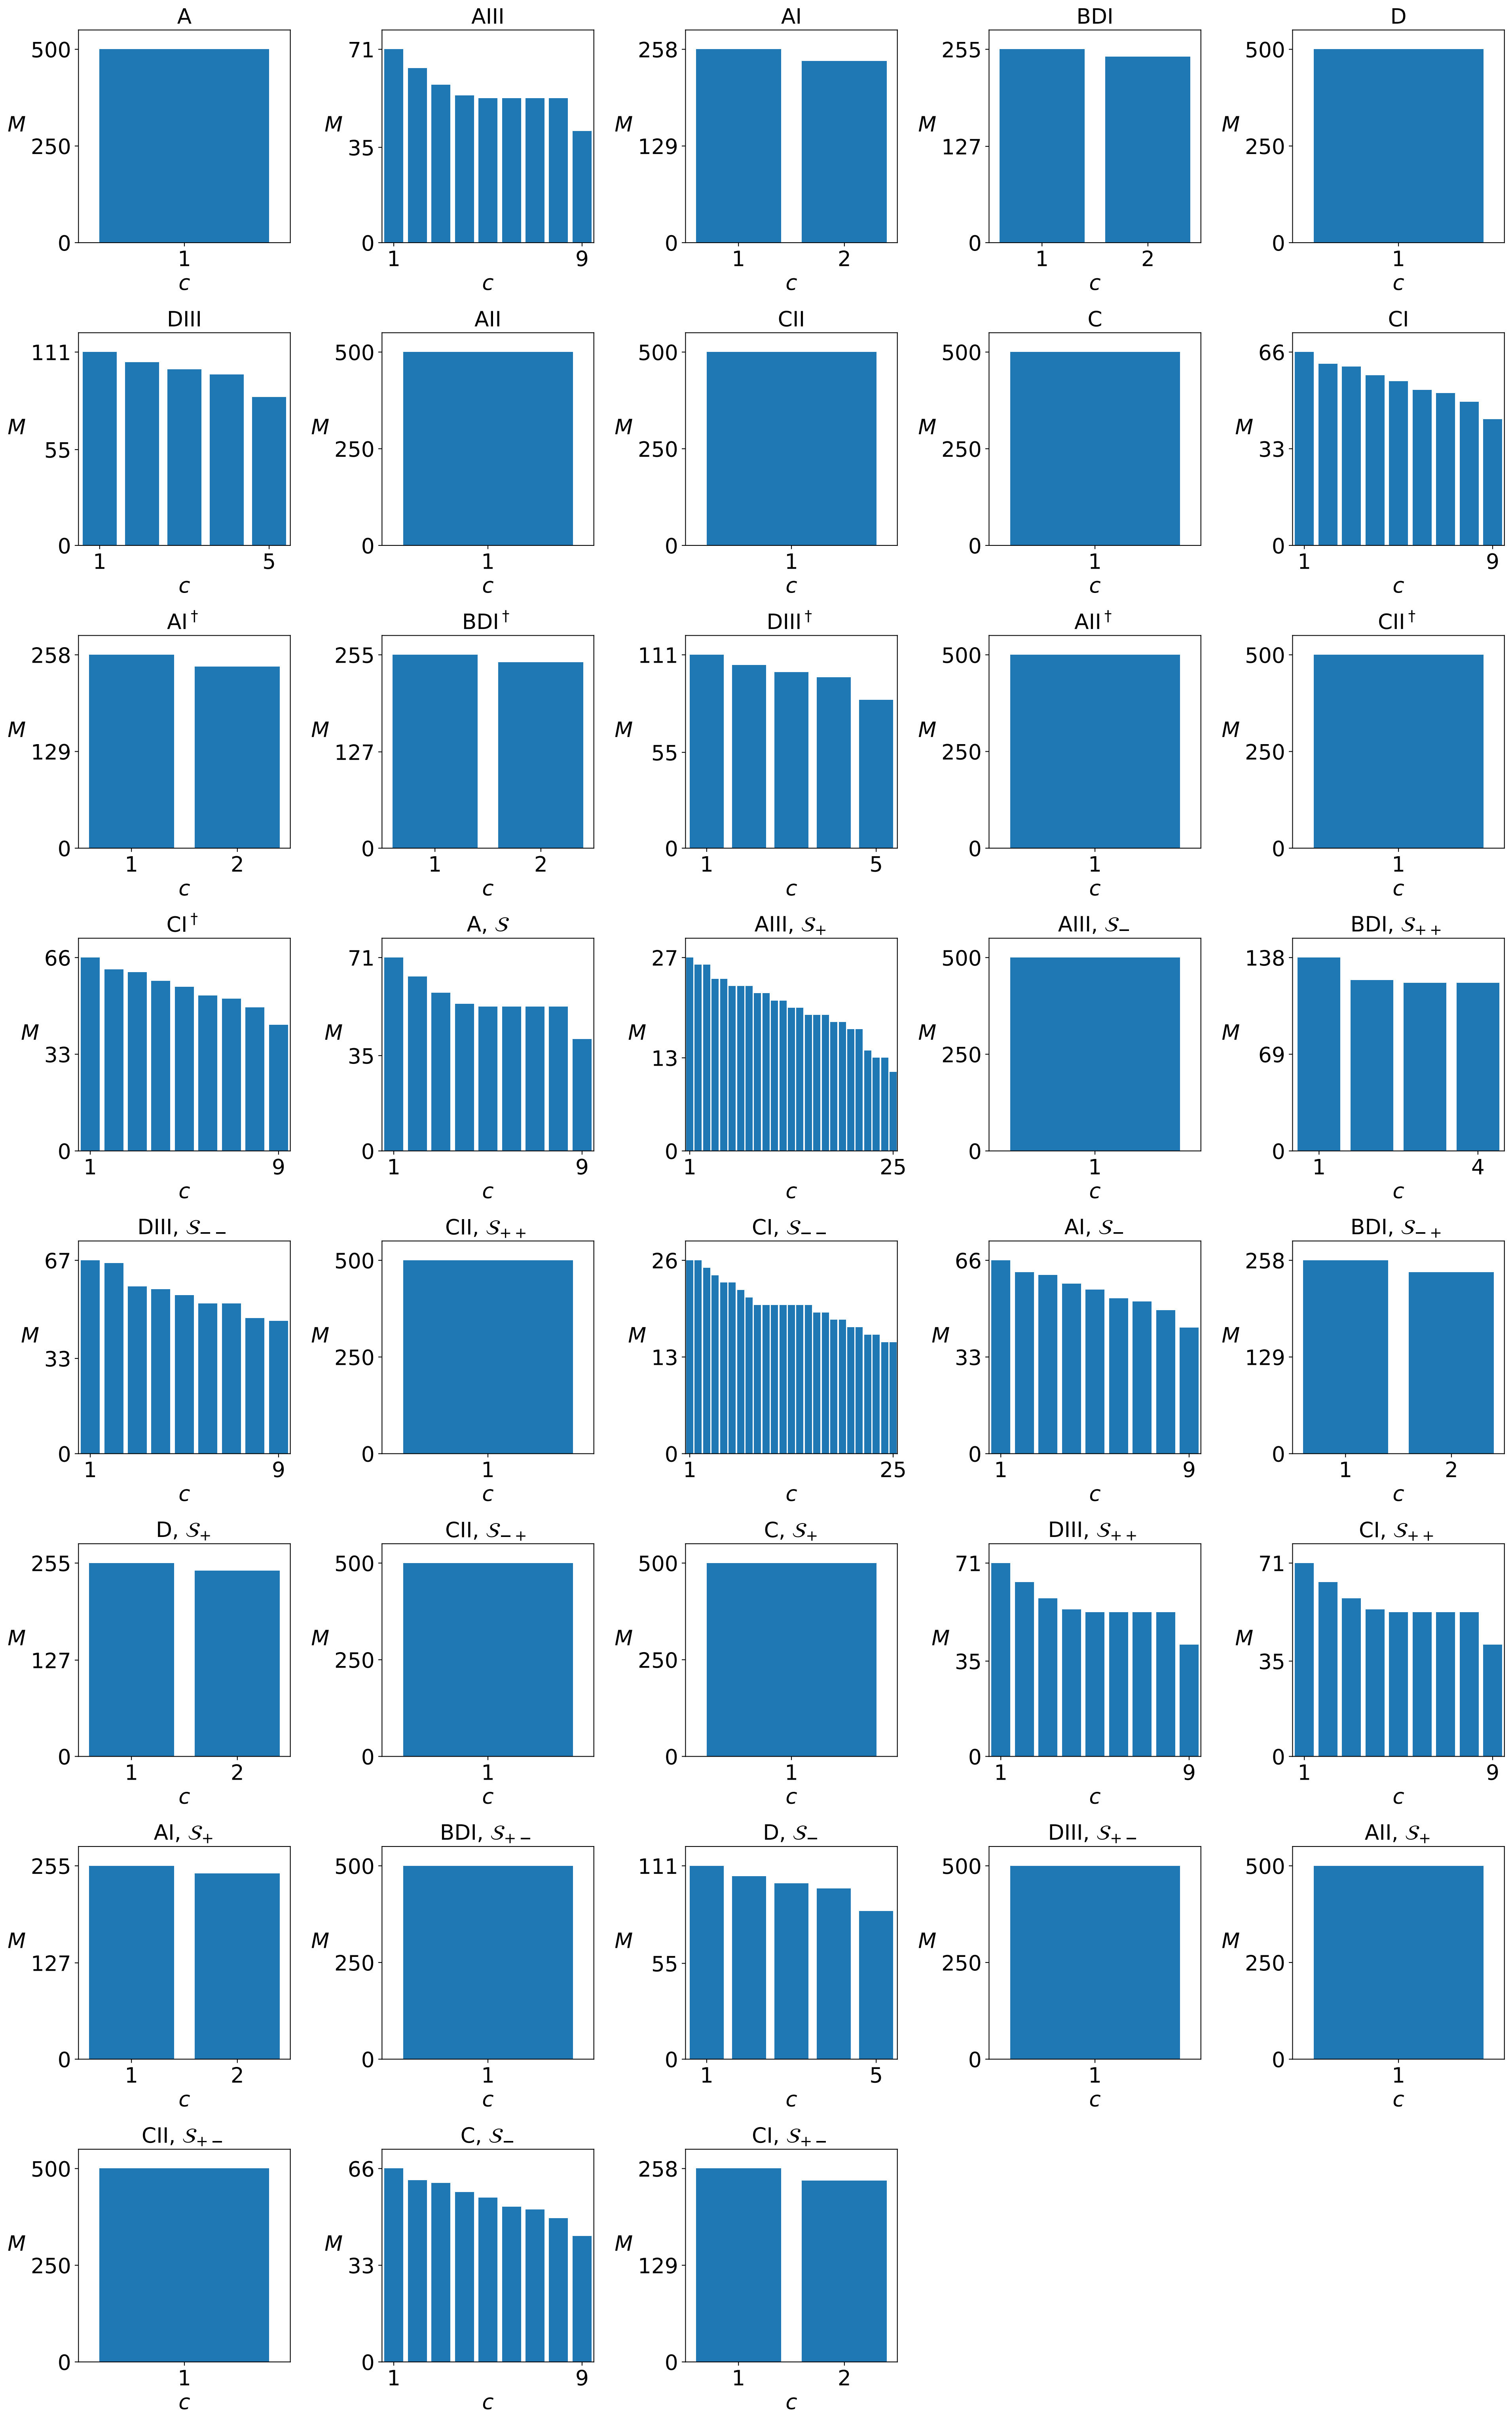 A AIII AI BDI D
500 71 258 255 500
M M M M M
250 35 129 127 250
0 0 0 0 0
1 1 9 1 2 1 2 1
c c c c c
DIII AII CII C CI
111 500 500 500 66
M M M M M
55 250 250 250 33
0 0 0 0 0
1 5 1 1 1 1 9
c c c c c
AI† BDI† DIII† AII† CII†
258 255 111 500 500
M M M M M
129 127 55 250 250
0 0 0 0 0
1 2 1 2 1 5 1 1
c c c c c
CI† A, 𝒮 AIII, 𝒮₊ AIII, 𝒮₋ BDI, 𝒮₊₊
66 71 27 500 138
M M M M M
33 35 13 250 69
0 0 0 0 0
1 9 1 9 1 25 1 1 4
c c c c c
DIII, 𝒮₋₋ CII, 𝒮₊₊ CI, 𝒮₋₋ AI, 𝒮₋ BDI, 𝒮₋₊
67 500 26 66 258
M M M M M
33 250 13 33 129
0 0 0 0 0
1 9 1 1 25 1 9 1 2
c c c c c
D, 𝒮₊ CII, 𝒮₋₊ C, 𝒮₊ DIII, 𝒮₊₊ CI, 𝒮₊₊
255 500 500 71 71
M M M M M
127 250 250 35 35
0 0 0 0 0
1 2 1 1 1 9 1 9
c c c c c
AI, 𝒮₊ BDI, 𝒮₊₋ D, 𝒮₋ DIII, 𝒮₊₋ AII, 𝒮₊
255 500 111 500 500
M M M M M
127 250 55 250 250
0 0 0 0 0
1 2 1 1 5 1 1
c c c c c
CII, 𝒮₊₋ C, 𝒮₋ CI, 𝒮₊₋
500 66 258
M M M
250 33 129
0 0 0
1 1 9 1 2
c c c